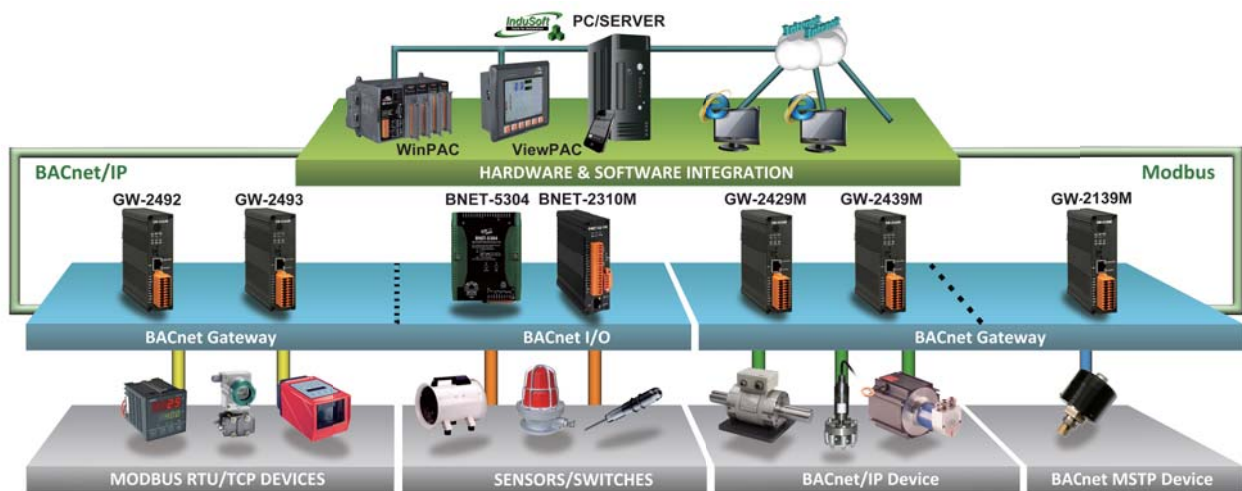 InduSoft
PC/SERVER
Intranet
Internet
WinPAC
ViewPAC
HARDWARE & SOFTWARE INTEGRATION
BACnet/IP
Modbus
GW-2492
GW-2493
BNET-5304
BNET-2310M
GW-2429M
GW-2439M
GW-2139M
BACnet Gateway
BACnet I/O
BACnet Gateway
MODBUS RTU/TCP DEVICES
SENSORS/SWITCHES
BACnet/IP Device
BACnet MSTP Device